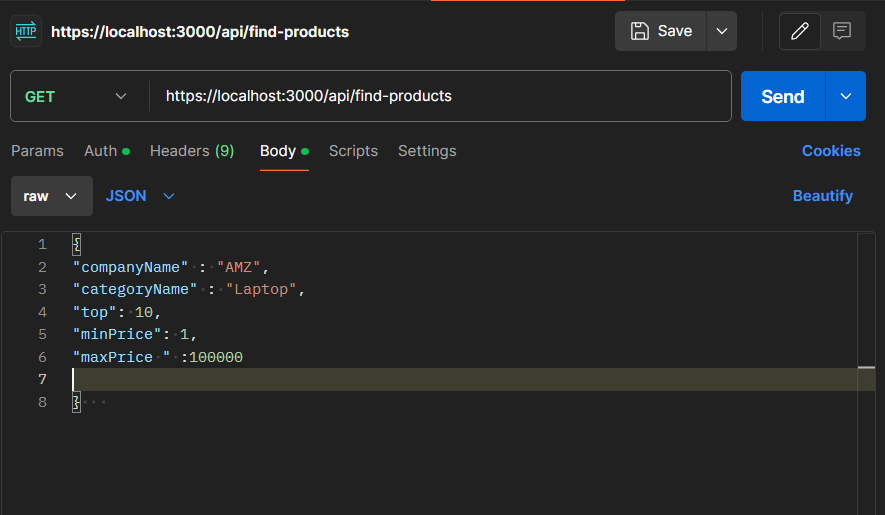 HTTP https://localhost:3000/api/find-products Save
GET https://localhost:3000/api/find-products Send
Params Auth Headers (9) Body Scripts Settings Cookies
raw JSON Beautify
1 {
2 "companyName" : "AMZ",
3 "categoryName" : "Laptop",
4 "top": 10,
5 "minPrice": 1,
6 "maxPrice " :100000
7
8 }